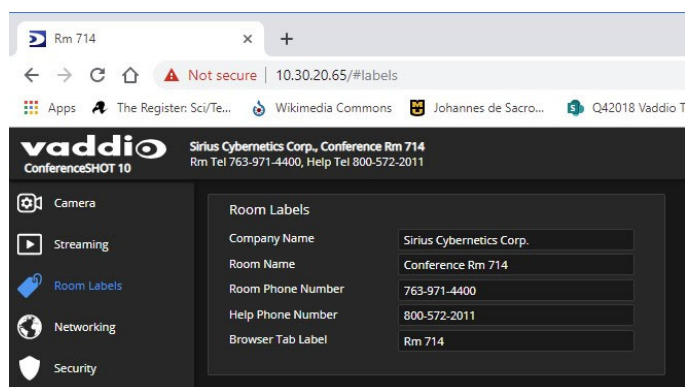 Rm 714
Not secure | 10.30.20.65/#labels
Apps The Register: Sci/Te... Wikimedia Commons Johannes de Sacro... Q42018 Vaddio T
vaddio
ConferenceSHOT 10
Sirius Cybernetics Corp., Conference Rm 714
Rm Tel 763-971-4400, Help Tel 800-572-2011
Camera
Streaming
Room Labels
Networking
Security
Room Labels
Company Name Sirius Cybernetics Corp.
Room Name Conference Rm 714
Room Phone Number 763-971-4400
Help Phone Number 800-572-2011
Browser Tab Label Rm 714